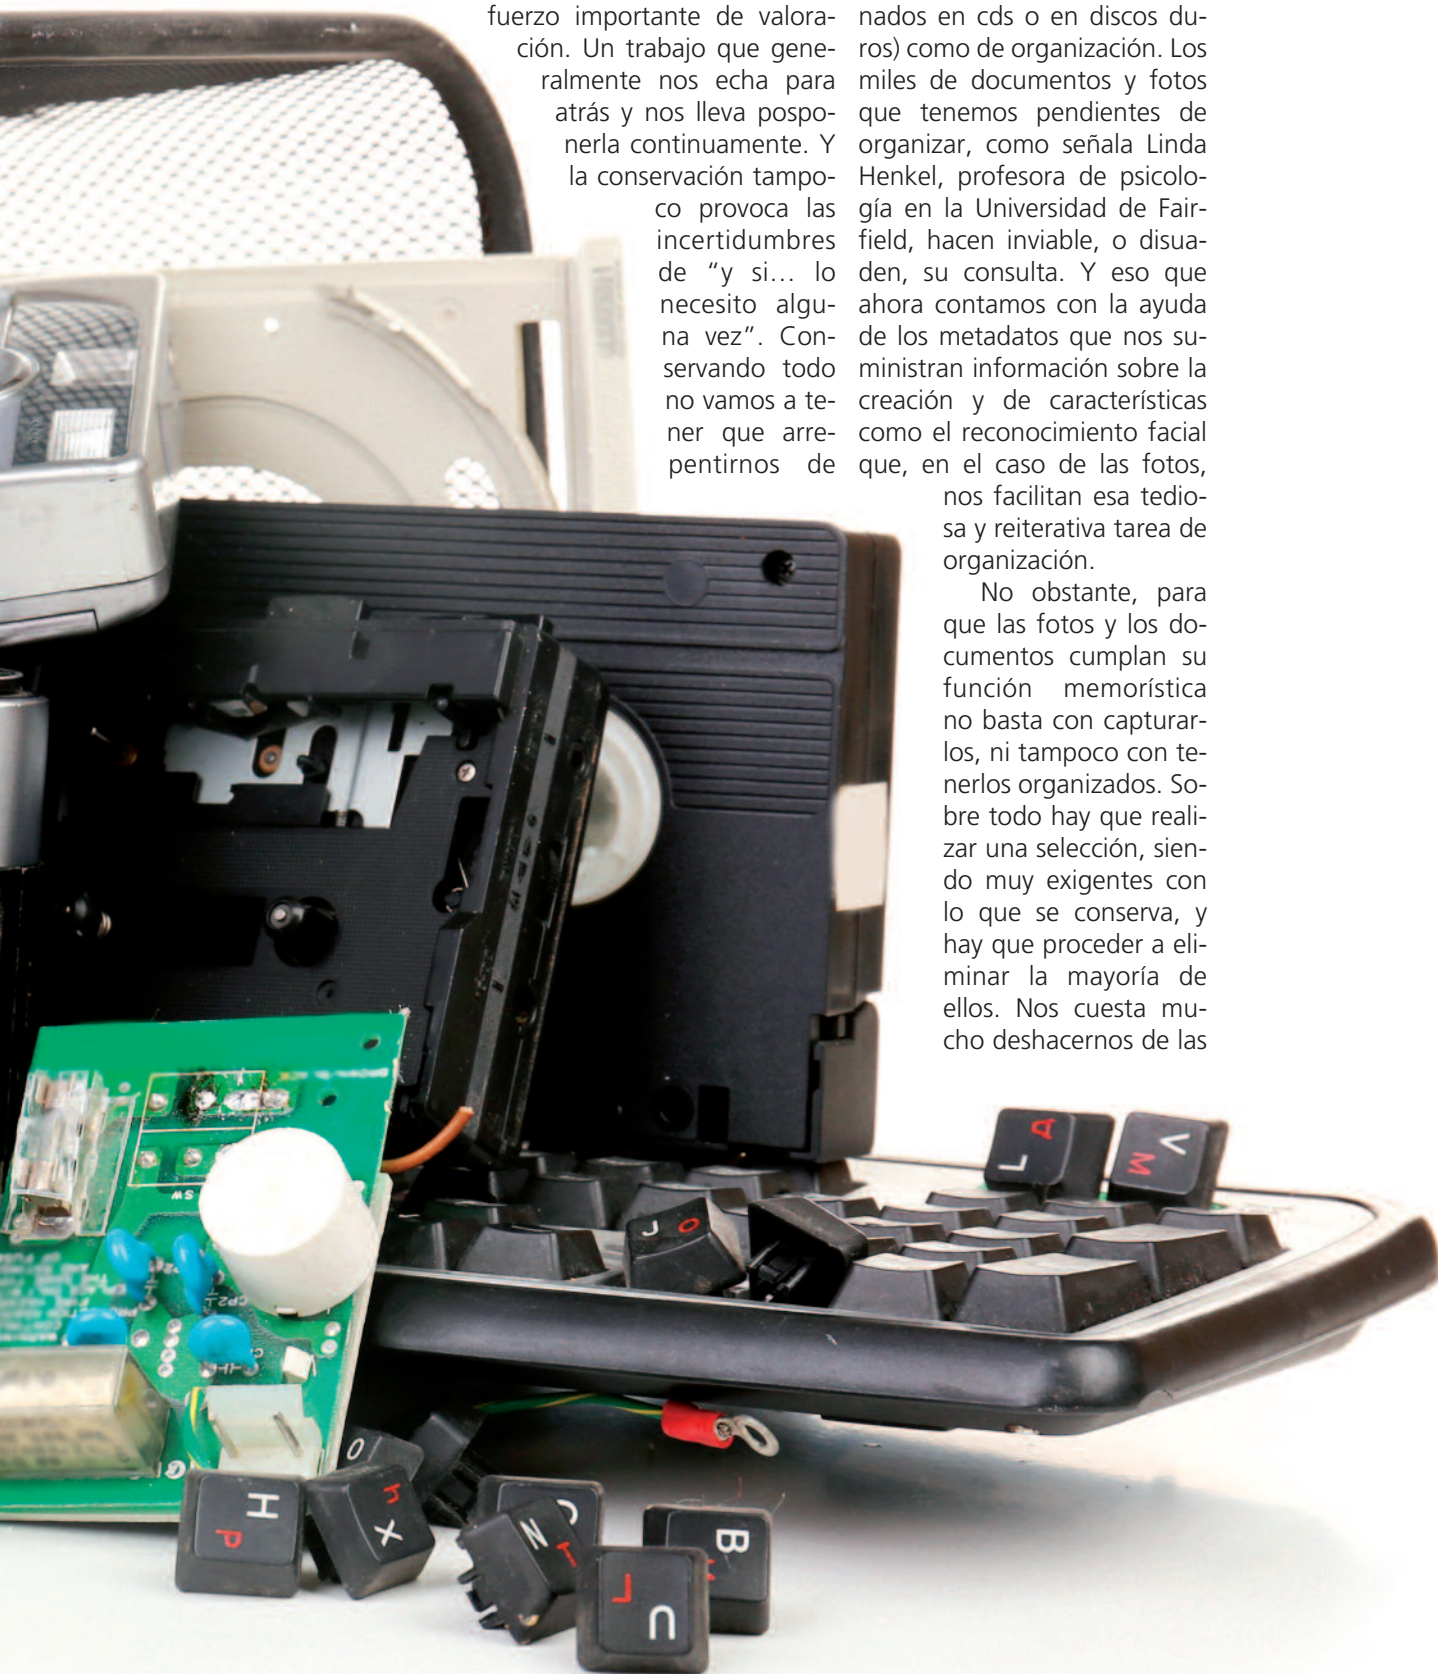 fuerzo importante de valora-
ción. Un trabajo que gene-
ralmente nos echa para
atrás y nos lleva pospo-
nerla continuamente. Y
la conservación tampo-
co provoca las
incertidumbres
de “y si… lo
necesito algu-
na vez”. Con-
servando todo
no vamos a te-
ner que arre-
pentirnos de
nados en cds o en discos du-
ros) como de organización. Los
miles de documentos y fotos
que tenemos pendientes de
organizar, como señala Linda
Henkel, profesora de psicolo-
gía en la Universidad de Fair-
field, hacen inviable, o disua-
den, su consulta. Y eso que
ahora contamos con la ayuda
de los metadatos que nos su-
ministran información sobre la
creación y de características
como el reconocimiento facial
que, en el caso de las fotos,
nos facilitan esa tedio-
sa y reiterativa tarea de
organización.
No obstante, para
que las fotos y los do-
cumentos cumplan su
función memorística
no basta con capturar-
los, ni tampoco con te-
nerlos organizados. So-
bre todo hay que reali-
zar una selección, sien-
do muy exigentes con
lo que se conserva, y
hay que proceder a eli-
minar la mayoría de
ellos. Nos cuesta mu-
cho deshacernos de las
L Д
V М
J О
SW
CP2
O
H Р
X Ч
N Т
B И
U Г